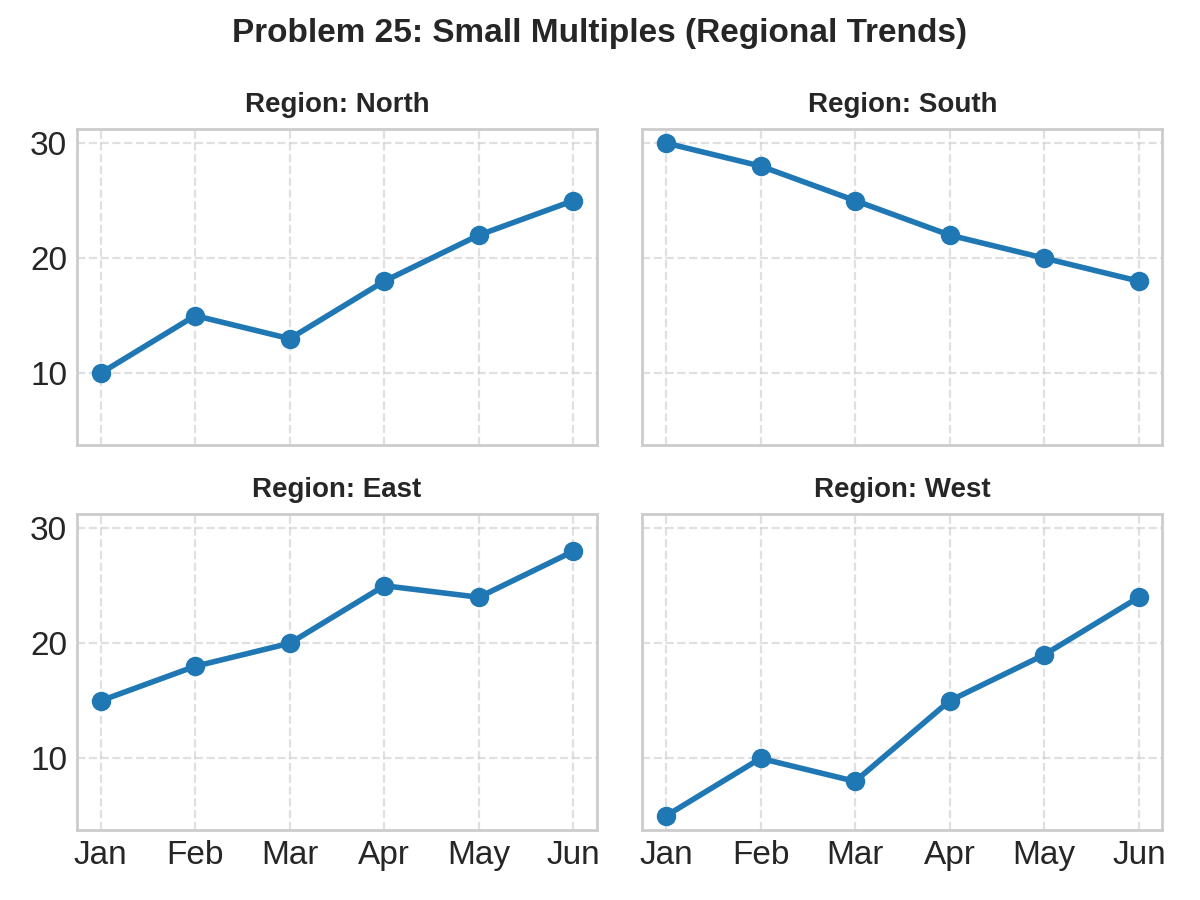 Problem 25: Small Multiples (Regional Trends)
Region: North
Region: South
30
20
10
Region: East
Region: West
30
20
10
Jan Feb Mar Apr May Jun
Jan Feb Mar Apr May Jun